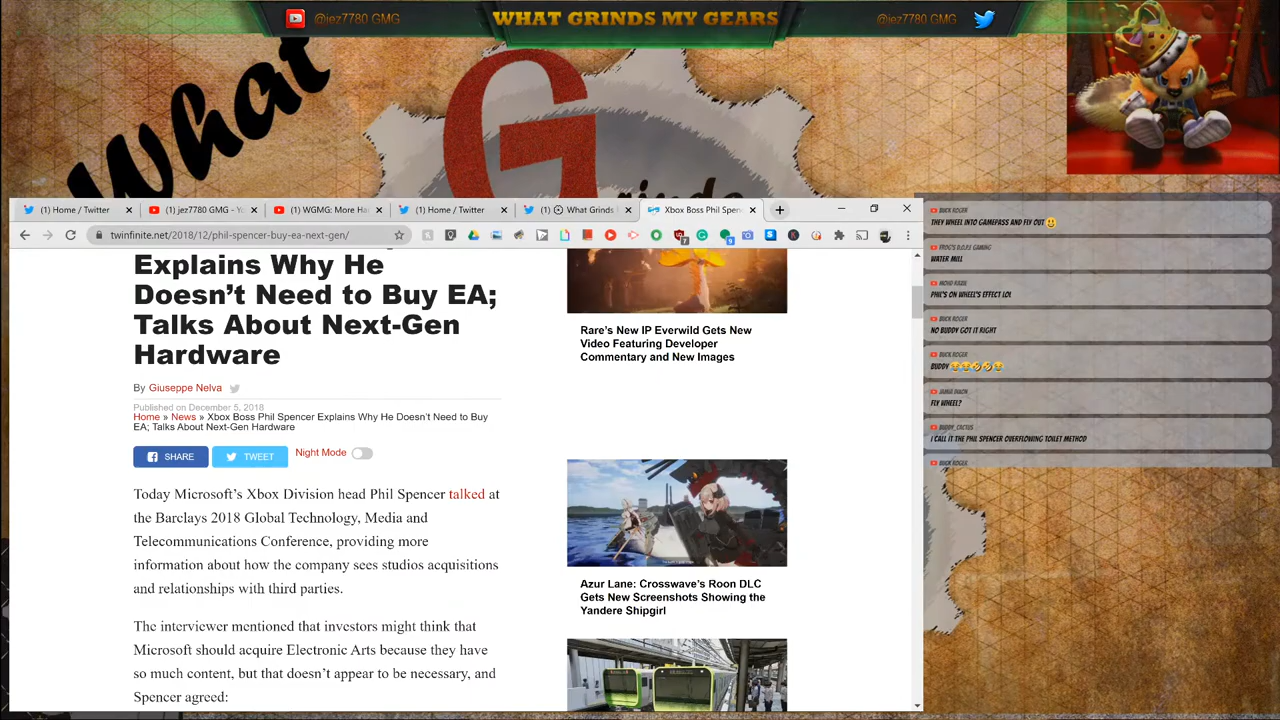 @jez7780 GMG
WHAT GRINDS MY GEARS
@jez7780 GMG
What
G
(1) Home / Twitter
(1) jez7780 GMG - Yo
(1) WGMG: More Ha
(1) Home / Twitter
(1) What Grinds
Xbox Boss Phil Spen
twinfinite.net/2018/12/phil-spencer-buy-ea-next-gen/
Explains Why He
Doesn't Need to Buy EA;
Talks About Next-Gen
Hardware
By Giuseppe Nelva
Published on December 5, 2018
Home » News » Xbox Boss Phil Spencer Explains Why He Doesn't Need to Buy
EA; Talks About Next-Gen Hardware
SHARE
TWEET
Night Mode
Today Microsoft's Xbox Division head Phil Spencer talked at
the Barclays 2018 Global Technology, Media and
Telecommunications Conference, providing more
information about how the company sees studios acquisitions
and relationships with third parties.
The interviewer mentioned that investors might think that
Microsoft should acquire Electronic Arts because they have
so much content, but that doesn't appear to be necessary, and
Spencer agreed:
Rare's New IP Everwild Gets New
Video Featuring Developer
Commentary and New Images
Azur Lane: Crosswave's Roon DLC
Gets New Screenshots Showing the
Yandere Shipgirl
BUCK ROGER
THEY WHEEL INTO GAMEPASS AND FLY OUT
FROG'S D.O.P.E GAMING
WATER MILL
PHIL'S ON WHEEL'S EFFECT LOL
BUCK ROGER
NO BUDDY GOT IT RIGHT
BUCK ROGER
BUDDY
JAMIE DIXON
FLY WHEEL?
BUDDY_CACTUS
I CALL IT THE PHIL SPENCER OVERFLOWING TOILET METHOD
BUCK ROGER